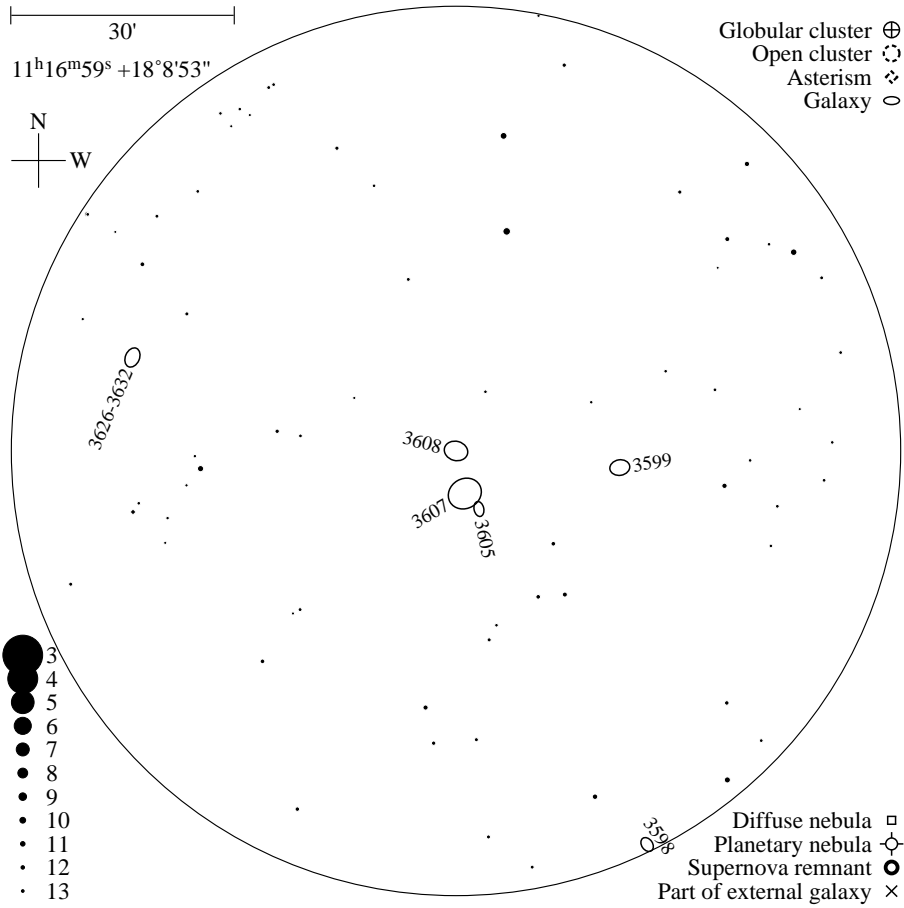 30'
11h16m59s +18°8'53"
N
W
Globular cluster
Open cluster
Asterism
Galaxy
3626-3632
3608
3607
3605
3599
3598
3
4
5
6
7
8
9
10
11
12
13
Diffuse nebula
Planetary nebula
Supernova remnant
Part of external galaxy